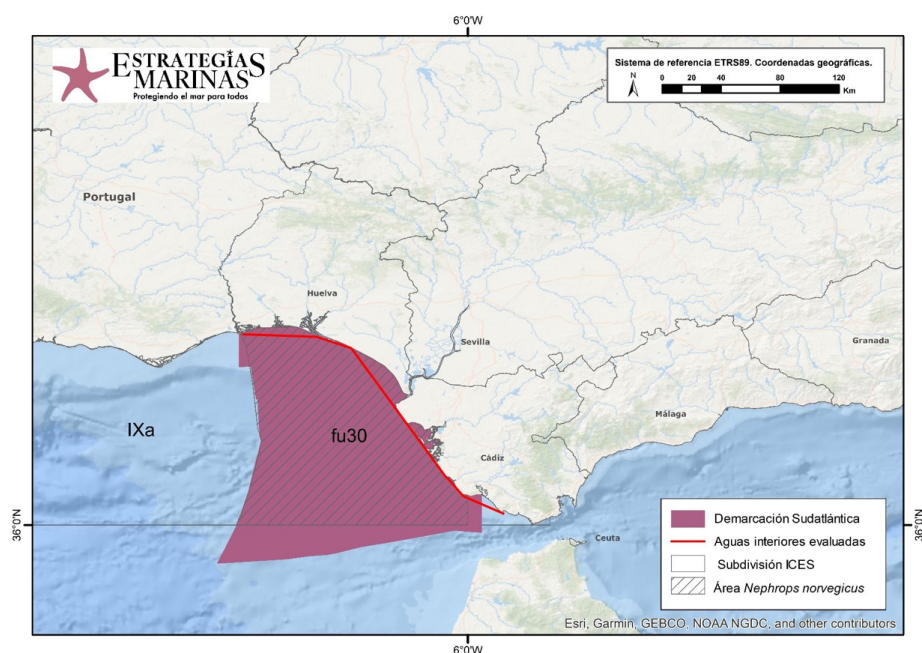 6°0'W
ESTRATEGIAS
MARINAS
Protegiendo el mar para todos
Sistema de referencia ETRS89. Coordenadas geográficas.
N
0 20 40 80 120
Km
Portugal
Huelva
Sevilla
Granada
Málaga
IXa
fu30
Cádiz
36°0'N
36°0'N
Ceuta
Demarcación Sudatlántica
Aguas interiores evaluadas
Subdivisión ICES
Área Nephrops norvegicus
Esri, Garmin, GEBCO, NOAA NGDC, and other contributors
6°0'W